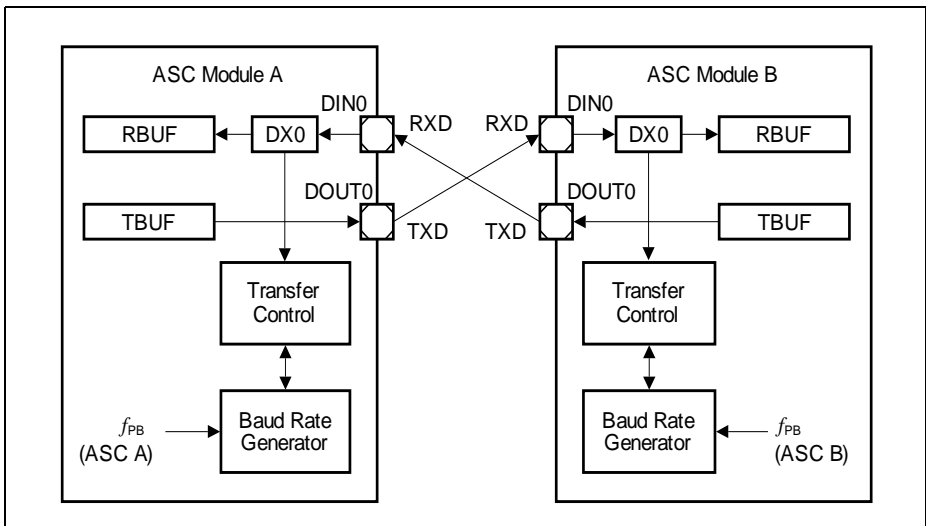 ASC Module A
DIN0
RXD
RBUF
DX0
DOUT0
TBUF
TXD
Transfer
Control
Baud Rate
Generator
fPB
(ASC A)
ASC Module B
RXD
DIN0
DX0
RBUF
DOUT0
TXD
TBUF
Transfer
Control
Baud Rate
Generator
fPB
(ASC B)